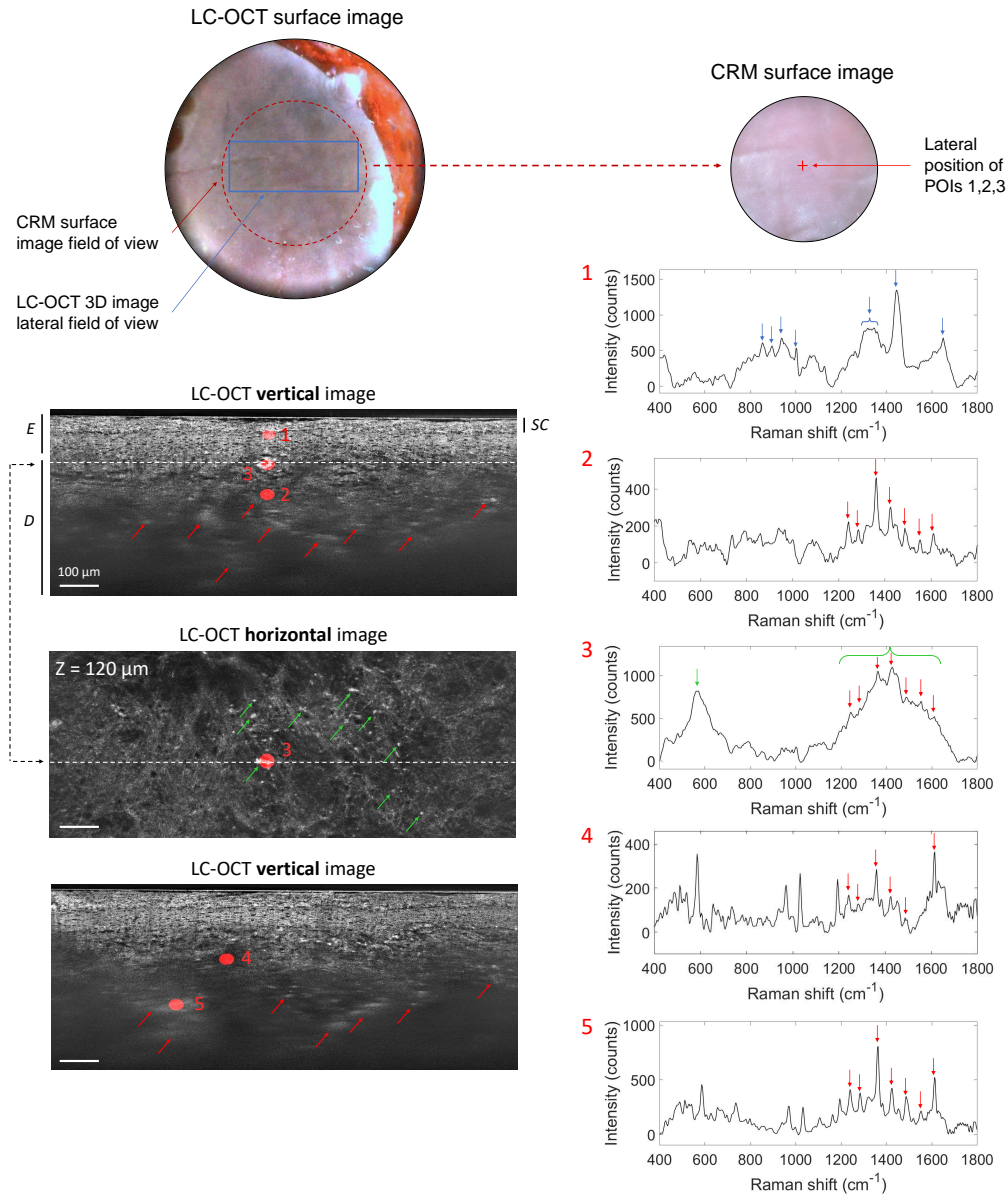 LC-OCT surface image
CRM surface image
Lateral
position of
POIs 1,2,3
CRM surface
image field of view
LC-OCT 3D image
lateral field of view
1
Intensity (counts)
1500
1000
500
0
400 600 800 1000 1200 1400 1600 1800
Raman shift (cm⁻¹)
LC-OCT vertical image
E
SC
1
3
2
D
100 µm
2
Intensity (counts)
400
200
0
400 600 800 1000 1200 1400 1600 1800
Raman shift (cm⁻¹)
LC-OCT horizontal image
Z = 120 µm
3
3
Intensity (counts)
1000
500
0
400 600 800 1000 1200 1400 1600 1800
Raman shift (cm⁻¹)
LC-OCT vertical image
4
5
4
Intensity (counts)
400
200
0
400 600 800 1000 1200 1400 1600 1800
Raman shift (cm⁻¹)
5
Intensity (counts)
1000
500
0
400 600 800 1000 1200 1400 1600 1800
Raman shift (cm⁻¹)